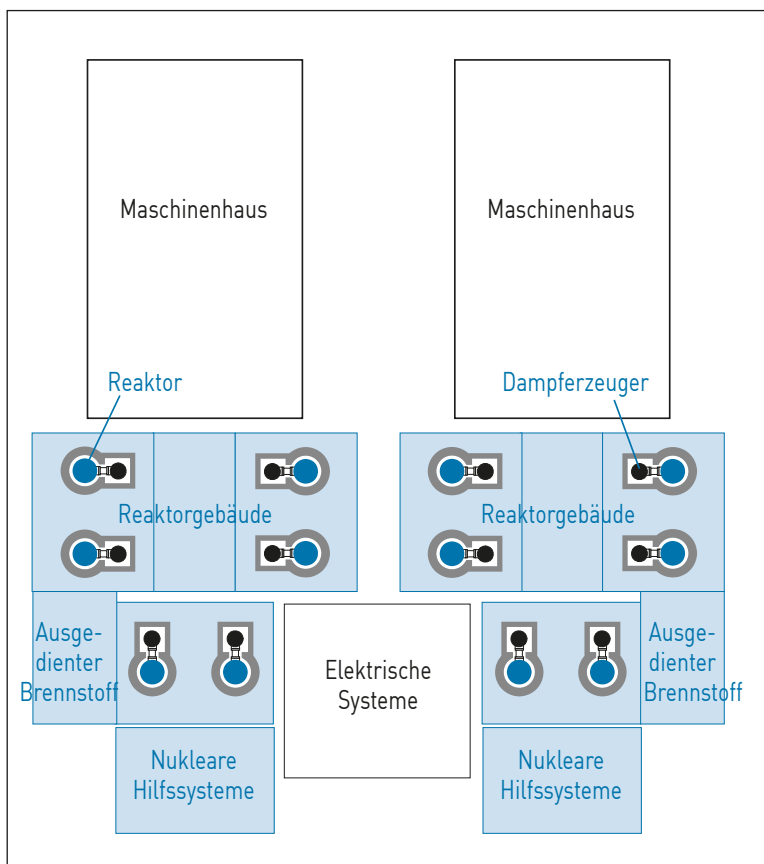 Maschinenhaus
Maschinenhaus
Reaktor
Dampferzeuger
Reaktorgebäude
Reaktorgebäude
Ausge-
dienter
Brennstoff
Elektrische
Systeme
Ausge-
dienter
Brennstoff
Nukleare
Hilfssysteme
Nukleare
Hilfssysteme